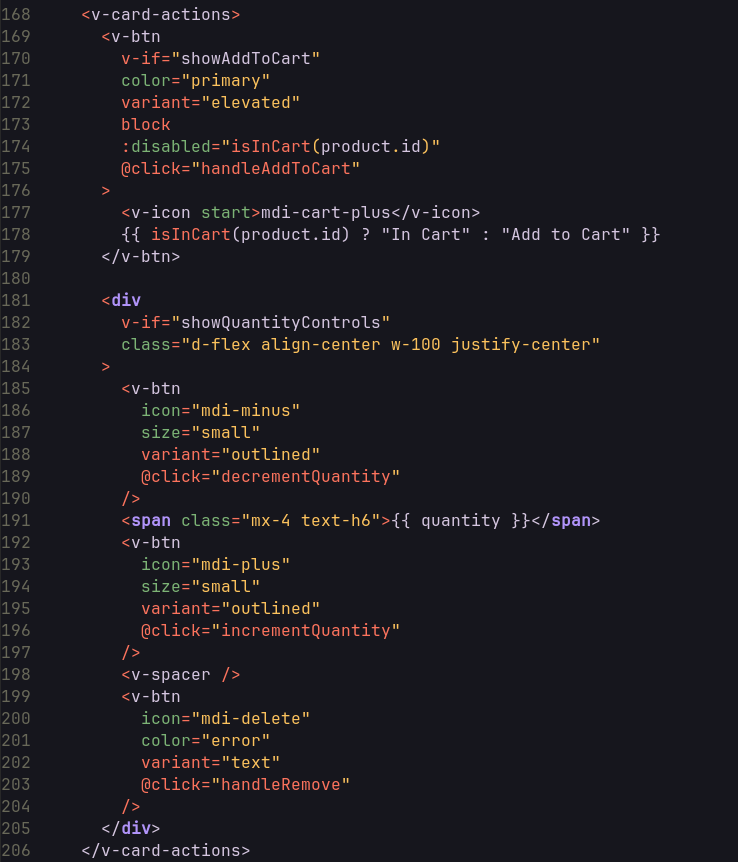 168     <v-card-actions>
169       <v-btn
170         v-if="showAddToCart"
171         color="primary"
172         variant="elevated"
173         block
174         :disabled="isInCart(product.id)"
175         @click="handleAddToCart"
176       >
177         <v-icon start>mdi-cart-plus</v-icon>
178         {{ isInCart(product.id) ? "In Cart" : "Add to Cart" }}
179       </v-btn>
180
181       <div
182         v-if="showQuantityControls"
183         class="d-flex align-center w-100 justify-center"
184       >
185         <v-btn
186           icon="mdi-minus"
187           size="small"
188           variant="outlined"
189           @click="decrementQuantity"
190         />
191         <span class="mx-4 text-h6">{{ quantity }}</span>
192         <v-btn
193           icon="mdi-plus"
194           size="small"
195           variant="outlined"
196           @click="incrementQuantity"
197         />
198         <v-spacer />
199         <v-btn
200           icon="mdi-delete"
201           color="error"
202           variant="text"
203           @click="handleRemove"
204         />
205       </div>
206     </v-card-actions>